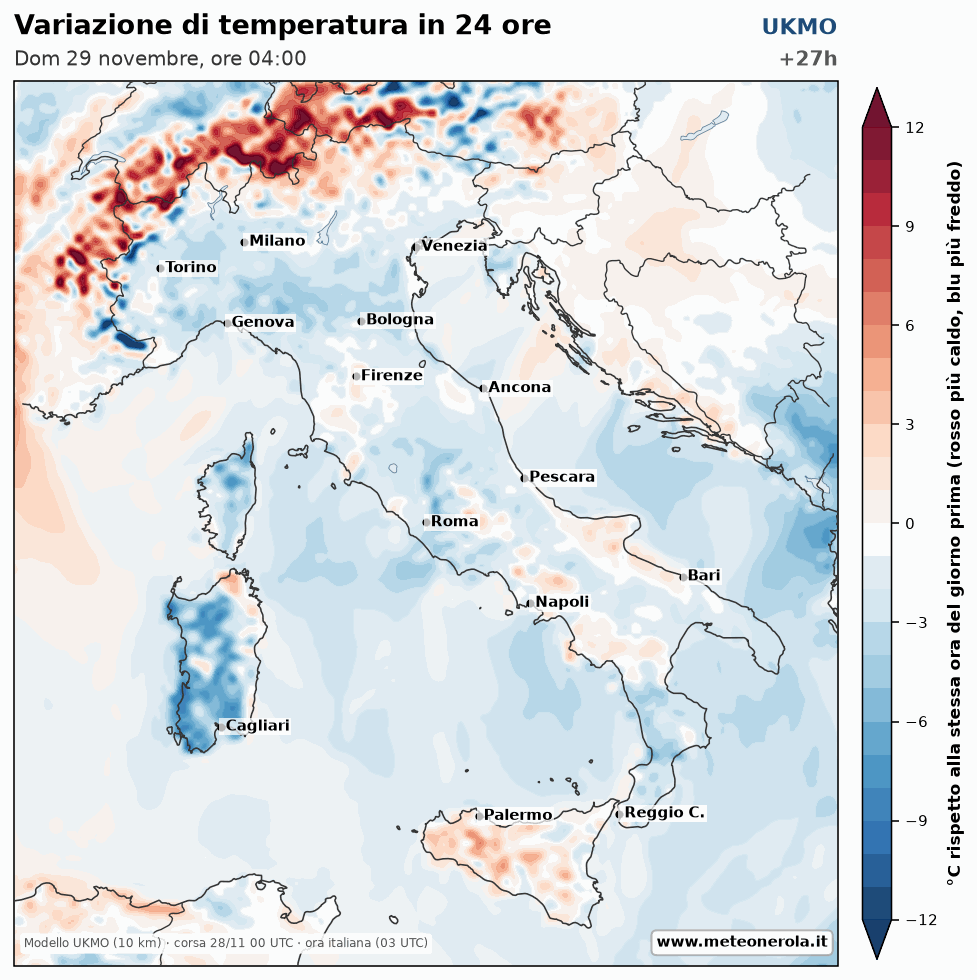 Variazione di temperatura in 24 ore
UKMO
Dom 29 novembre, ore 04:00
+27h
Milano
Venezia
Torino
Genova
Bologna
Firenze
Ancona
Pescara
Roma
Bari
Napoli
Cagliari
Palermo
Reggio C.
12
9
6
3
0
−3
−6
−9
−12
°C rispetto alla stessa ora del giorno prima (rosso più caldo, blu più freddo)
Modello UKMO (10 km) · corsa 28/11 00 UTC · ora italiana (03 UTC)
www.meteonerola.it